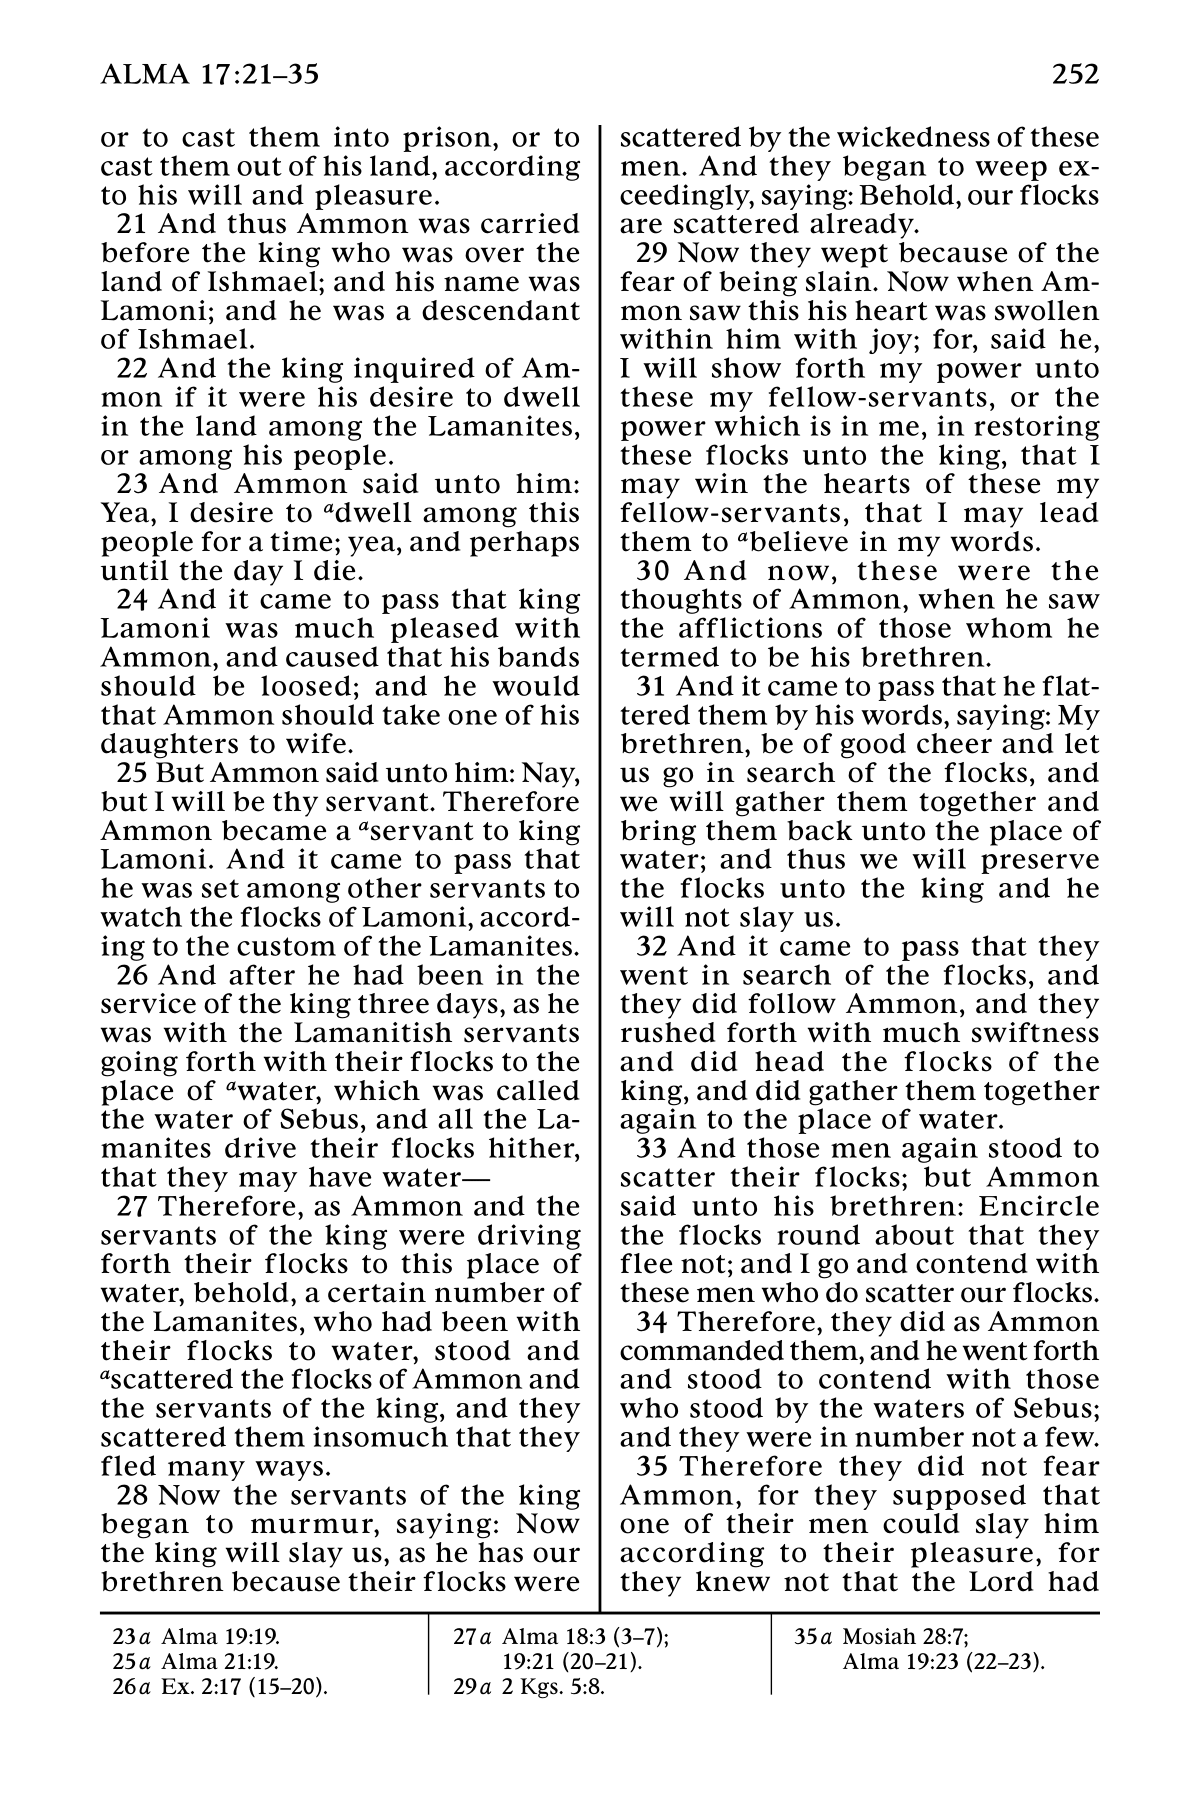 ALMA 17:21–35
252
or to cast them into prison, or to
cast them out of his land, according
to his will and pleasure.
21 And thus Ammon was carried
before the king who was over the
land of Ishmael; and his name was
Lamoni; and he was a descendant
of Ishmael.
22 And the king inquired of Am-
mon if it were his desire to dwell
in the land among the Lamanites,
or among his people.
23 And Ammon said unto him:
Yea, I desire to adwell among this
people for a time; yea, and perhaps
until the day I die.
24 And it came to pass that king
Lamoni was much pleased with
Ammon, and caused that his bands
should be loosed; and he would
that Ammon should take one of his
daughters to wife.
25 But Ammon said unto him: Nay,
but I will be thy servant. Therefore
Ammon became a aservant to king
Lamoni. And it came to pass that
he was set among other servants to
watch the flocks of Lamoni, accord-
ing to the custom of the Lamanites.
26 And after he had been in the
service of the king three days, as he
was with the Lamanitish servants
going forth with their flocks to the
place of awater, which was called
the water of Sebus, and all the La-
manites drive their flocks hither,
that they may have water—
27 Therefore, as Ammon and the
servants of the king were driving
forth their flocks to this place of
water, behold, a certain number of
the Lamanites, who had been with
their flocks to water, stood and
ascattered the flocks of Ammon and
the servants of the king, and they
scattered them insomuch that they
fled many ways.
28 Now the servants of the king
began to murmur, saying: Now
the king will slay us, as he has our
brethren because their flocks were
scattered by the wickedness of these
men. And they began to weep ex-
ceedingly, saying: Behold, our flocks
are scattered already.
29 Now they wept because of the
fear of being slain. Now when Am-
mon saw this his heart was swollen
within him with joy; for, said he,
I will show forth my power unto
these my fellow-servants, or the
power which is in me, in restoring
these flocks unto the king, that I
may win the hearts of these my
fellow-servants, that I may lead
them to abelieve in my words.
30 And now, these were the
thoughts of Ammon, when he saw
the afflictions of those whom he
termed to be his brethren.
31 And it came to pass that he flat-
tered them by his words, saying: My
brethren, be of good cheer and let
us go in search of the flocks, and
we will gather them together and
bring them back unto the place of
water; and thus we will preserve
the flocks unto the king and he
will not slay us.
32 And it came to pass that they
went in search of the flocks, and
they did follow Ammon, and they
rushed forth with much swiftness
and did head the flocks of the
king, and did gather them together
again to the place of water.
33 And those men again stood to
scatter their flocks; but Ammon
said unto his brethren: Encircle
the flocks round about that they
flee not; and I go and contend with
these men who do scatter our flocks.
34 Therefore, they did as Ammon
commanded them, and he went forth
and stood to contend with those
who stood by the waters of Sebus;
and they were in number not a few.
35 Therefore they did not fear
Ammon, for they supposed that
one of their men could slay him
according to their pleasure, for
they knew not that the Lord had
23a Alma 19:19.
25a Alma 21:19.
26a Ex. 2:17 (15–20).
27a Alma 18:3 (3–7);
19:21 (20–21).
29a 2 Kgs. 5:8.
35a Mosiah 28:7;
Alma 19:23 (22–23).